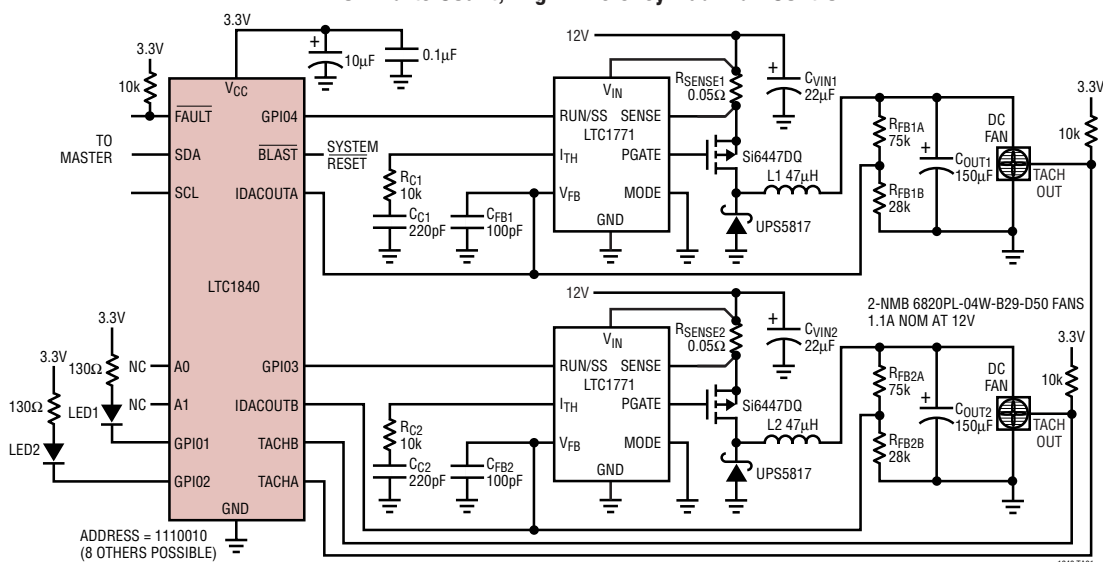 3.3V
3.3V
10k
10µF
0.1µF
VCC
FAULT
GPIO4
TO
MASTER
SDA
BLAST
SYSTEM
RESET
SCL
IDACOUTA
LTC1840
3.3V
3.3V
130Ω
130Ω
LED1
LED2
NC
A0
NC
A1
GPIO3
IDACOUTB
GPIO1
TACHB
GPIO2
TACHA
GND
ADDRESS = 1110010
(8 OTHERS POSSIBLE)
12V
VIN
RUN/SS
SENSE
LTC1771
ITH
PGATE
VFB
MODE
GND
RC1
10k
CC1
220pF
CFB1
100pF
RSENSE1
0.05Ω
CVIN1
22µF
Si6447DQ
L1 47µH
UPS5817
RFB1A
75k
RFB1B
28k
COUT1
150µF
DC
FAN
TACH
OUT
3.3V
10k
12V
VIN
RUN/SS
SENSE
LTC1771
ITH
PGATE
VFB
MODE
GND
RC2
10k
CC2
220pF
CFB2
100pF
RSENSE2
0.05Ω
CVIN2
22µF
Si6447DQ
L2 47µH
UPS5817
2-NMB 6820PL-04W-B29-D50 FANS
1.1A NOM AT 12V
RFB2A
75k
RFB2B
28k
COUT2
150µF
DC
FAN
TACH
OUT
3.3V
10k